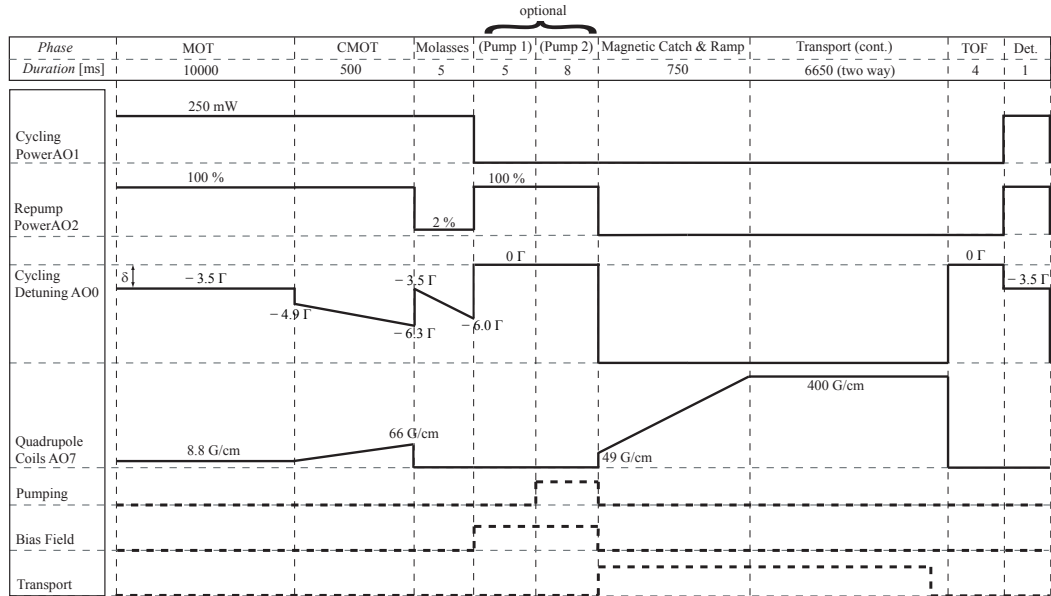 optional
Phase MOT CMOT Molasses (Pump 1) (Pump 2) Magnetic Catch & Ramp Transport (cont.) TOF Det.
Duration [ms] 10000 500 5 5 8 750 6650 (two way) 4 1
250 mW
Cycling
PowerAO1
100 % 100 %
Repump
PowerAO2
2 %
0 Γ 0 Γ
Cycling
Detuning AO0
δ − 3.5 Γ − 3.5 Γ − 3.5 Γ
− 4.9 Γ − 6.3 Γ − 6.0 Γ
400 G/cm
Quadrupole
Coils AO7
8.8 G/cm 66 G/cm 49 G/cm
Pumping
Bias Field
Transport